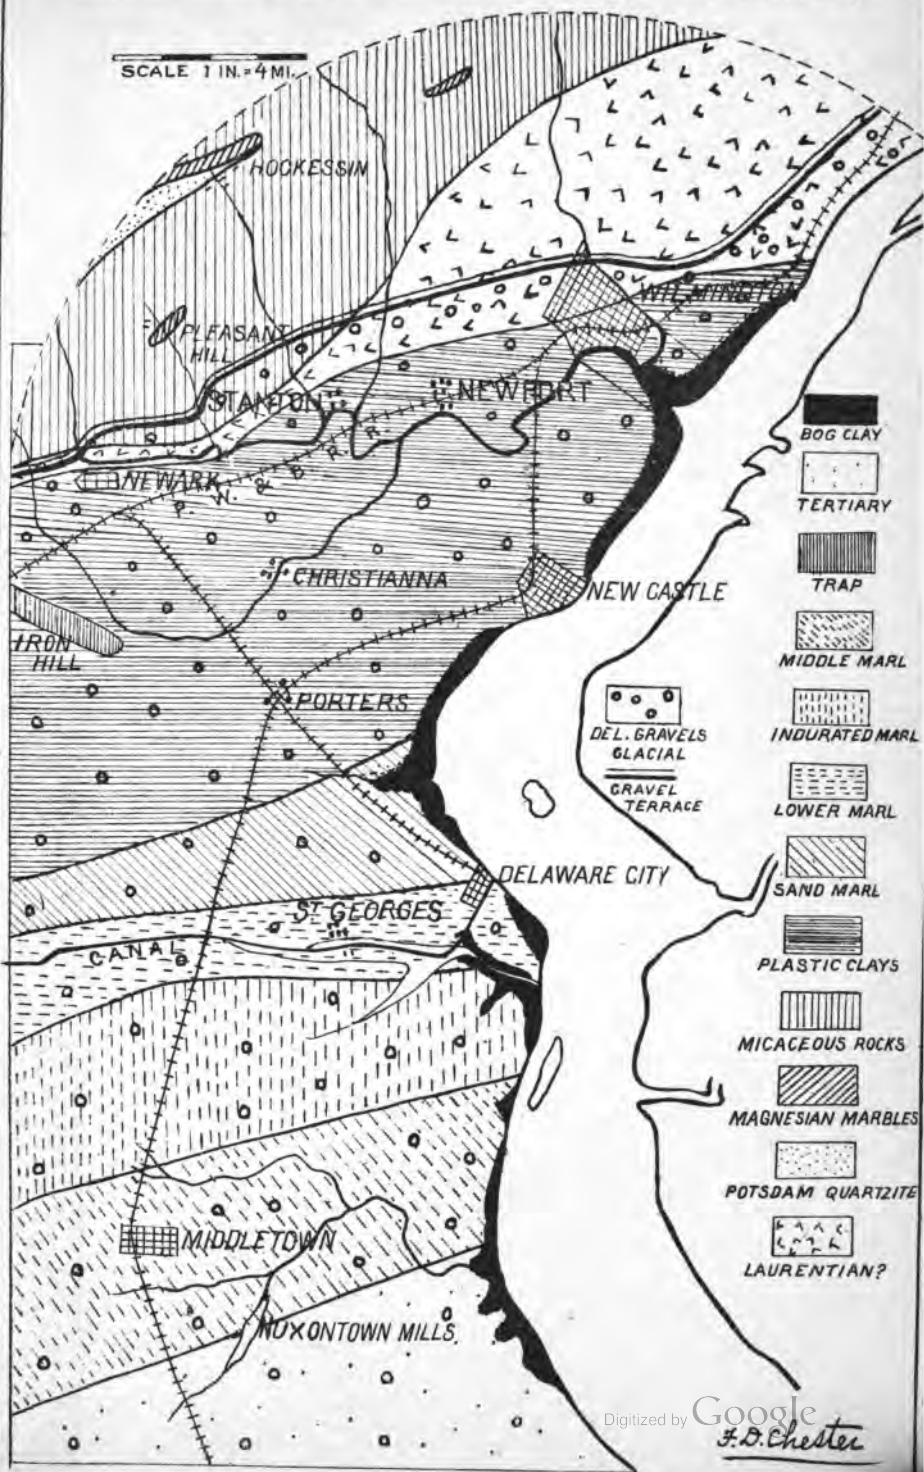 SCALE 1 IN.=4 MI.
HOCKESSIN
WILMINGTON
PLEASANT
HILL
STANTON
NEWPORT
NEWARK
P. W. & B. R. R.
CHRISTIANNA
NEW CASTLE
IRON
HILL
PORTERS
DELAWARE CITY
ST GEORGES
CANAL
MIDDLETOWN
NUXONTOWN MILLS
BOG CLAY
TERTIARY
TRAP
MIDDLE MARL
INDURATED MARL
LOWER MARL
SAND MARL
PLASTIC CLAYS
MICACEOUS ROCKS
MAGNESIAN MARBLES
POTSDAM QUARTZITE
LAURENTIAN?
DEL. GRAVELS
GLACIAL
GRAVEL
TERRACE
Digitized by Google
F. D. Chester